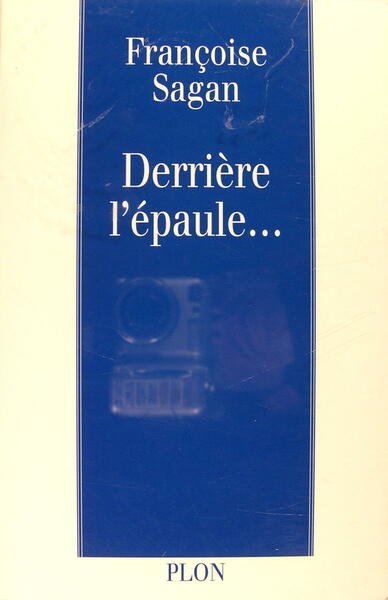 Françoise
Sagan
Derrière
l'épaule...
PLON